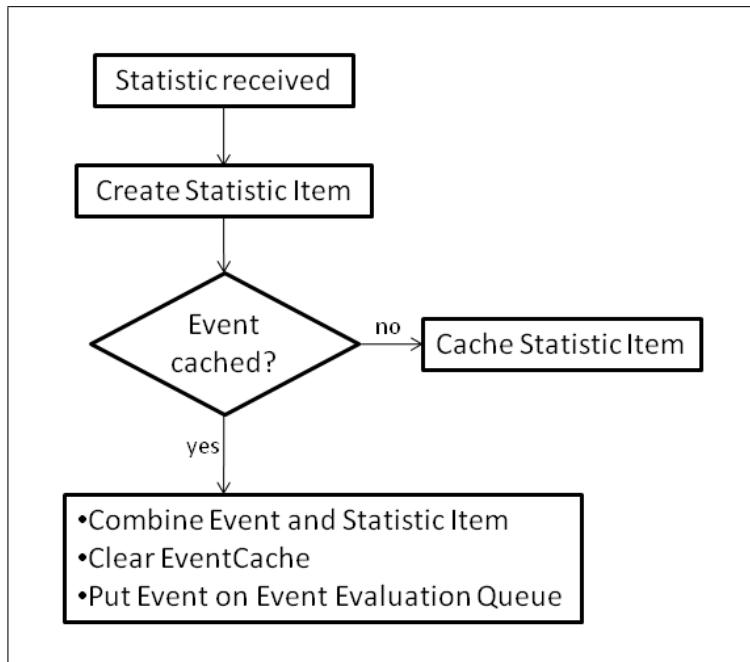 Statistic received
Create Statistic Item
Event
cached?
no
Cache Statistic Item
yes
•Combine Event and Statistic Item
•Clear EventCache
•Put Event on Event Evaluation Queue